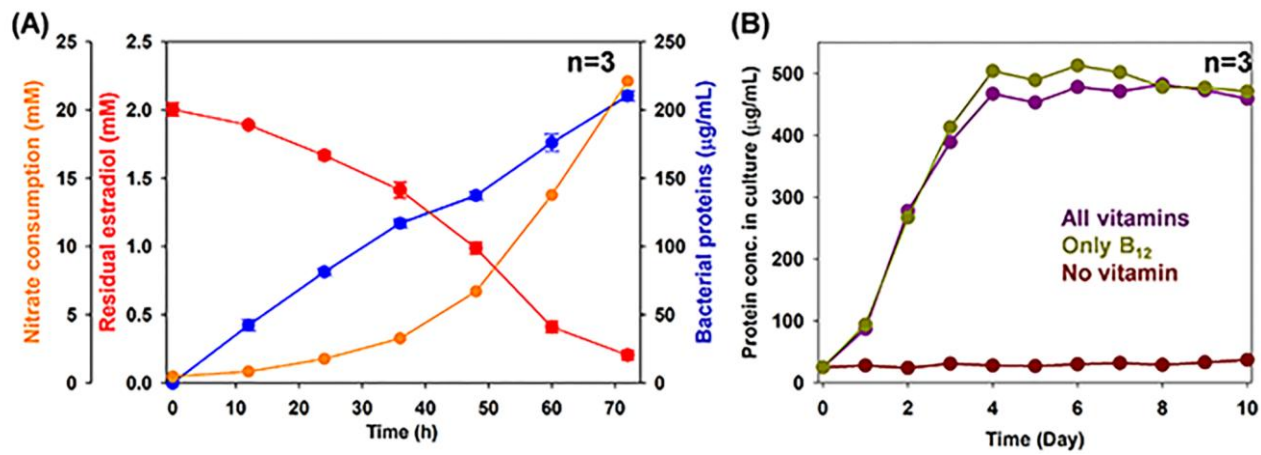 (A)
n=3
Nitrate consumption (mM)
25
20
15
10
5
0
Residual estradiol (mM)
2.5
2.0
1.5
1.0
0.5
0.0
250
200
150
100
50
0
Bacterial proteins (µg/mL)
0 10 20 30 40 50 60 70
Time (h)
(B)
n=3
Protein conc. in culture (µg/mL)
500
400
300
200
100
0
All vitamins
Only B₁₂
No vitamin
0 2 4 6 8 10
Time (Day)